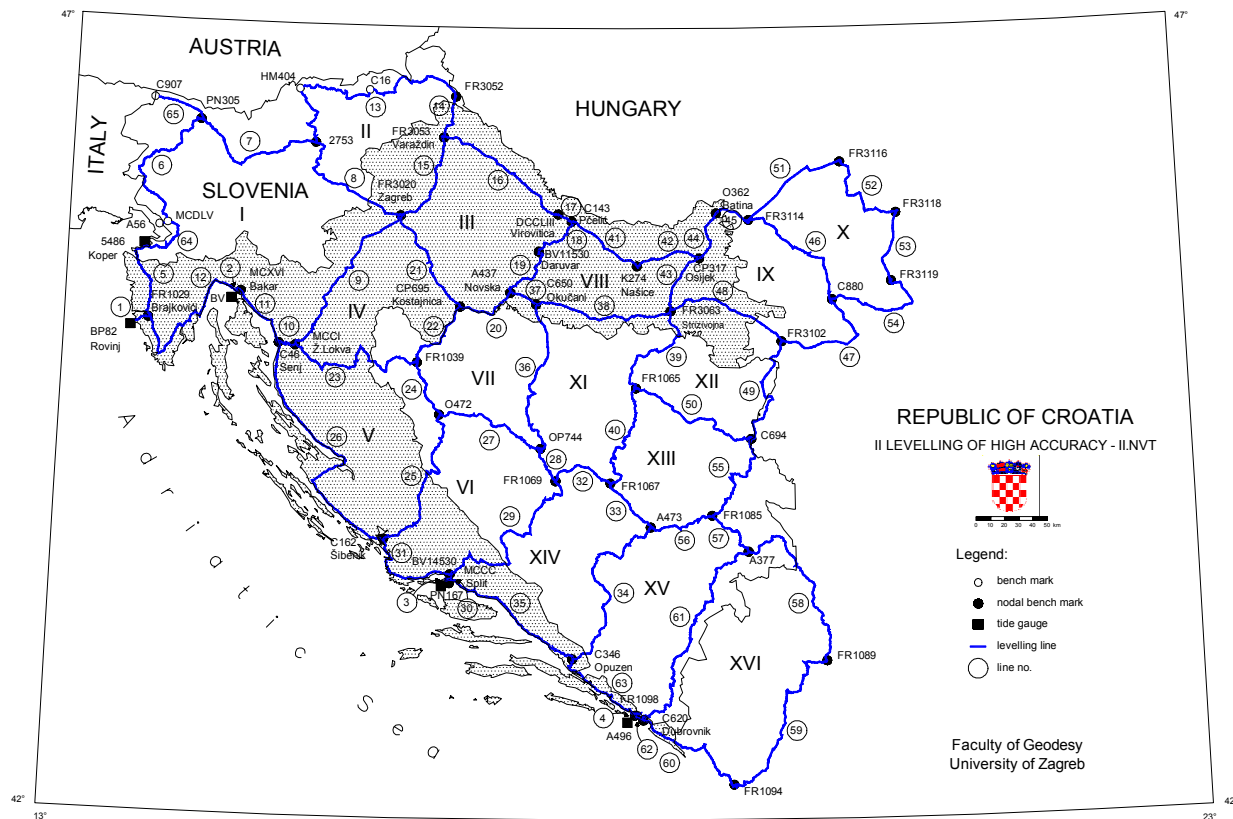 47°
47°
AUSTRIA
HUNGARY
ITALY
SLOVENIA
Adriatic Sea
C907
PN305
HM404
C16
FR3052
65
7
6
13
14
II
2753
FR3053
Varaždin
15
8
16
FR3020
Zagreb
I
III
MCDLV
A56
5486
Koper
64
5
12
2
MCXVI
Bakar
BV
11
1
FR1029
Brajkovići
BP82
Rovinj
10
C46
Senj
MCCI
Ž.Lokva
9
21
CP695
Kostajnica
IV
22
20
A437
Novska
19
17
C143
Pčelić
DCCLIII
Virovitica
18
BV11530
Daruvar
41
42
44
43
VIII
K274
Našice
CP317
Osijek
O362
Batina
45
FR3114
51
FR3116
52
FR3118
46
X
53
FR3119
C880
54
IX
48
37
C650
Okučani
38
FR3063
Strizivojna
FR3102
47
39
23
FR1039
24
VII
36
XI
FR1065
XII
49
50
O472
27
26
V
25
VI
OP744
28
FR1069
32
40
FR1067
XIII
C694
55
33
A473
56
FR1085
57
A377
29
XIV
C162
Šibenik
31
BV14530
MCCC
Split
PN167
3
30
35
34
XV
61
58
XVI
FR1089
C346
Opuzen
63
FR1098
4
A496
C620
Dubrovnik
62
60
59
FR1094
REPUBLIC OF CROATIA
II LEVELLING OF HIGH ACCURACY - II.NVT
0 10 20 30 40 50 km
Legend:
bench mark
nodal bench mark
tide gauge
levelling line
line no.
Faculty of Geodesy
University of Zagreb
42°
13°
42
23°